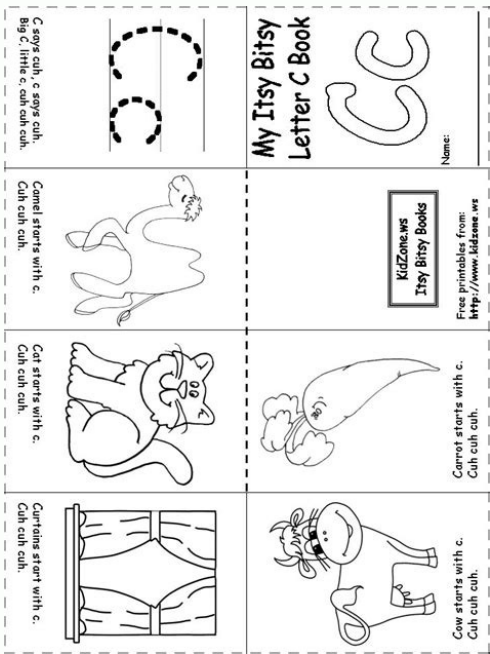 My Itsy Bitsy
Letter C Book
Cc
Name:
C says cuh, c says cuh.
Big C, little c, cuh cuh cuh.
C c
Camel starts with c.
Cuh cuh cuh.
Cat starts with c.
Cuh cuh cuh.
Curtains start with c.
Cuh cuh cuh.
Cow starts with c.
Cuh cuh cuh.
Carrot starts with c.
Cuh cuh cuh.
KidZone.ws
Itsy Bitsy Books
Free printables from:
http://www.kidzone.ws